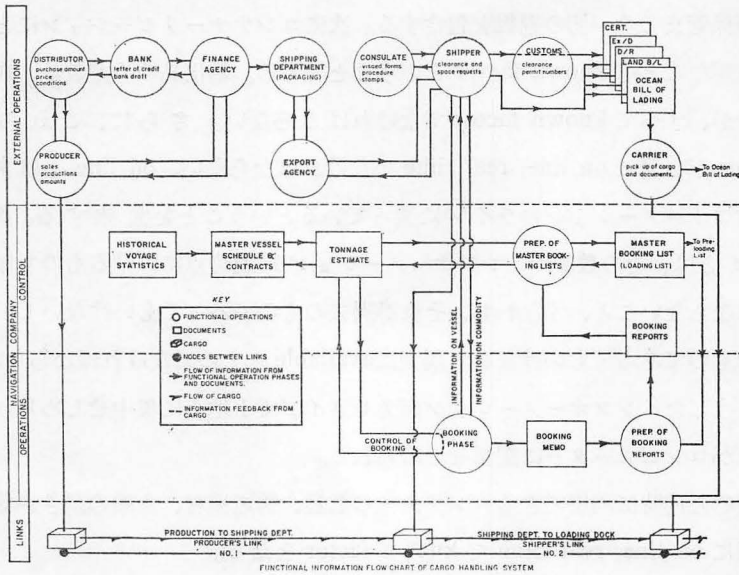 EXTERNAL OPERATIONS
DISTRIBUTOR
purchase amount
price
conditions
BANK
letter of credit
bank draft
FINANCE
AGENCY
SHIPPING
DEPARTMENT
(PACKAGING)
CONSULATE
visaed forms
procedure
stamps
SHIPPER
clearance and
space requests
CUSTOMS
clearance
permit numbers
CERT.
Ex/D
D/R
LAND B/L
OCEAN
BILL OF
LADING
PRODUCER
sales
productions
amounts
EXPORT
AGENCY
CARRIER
pick up of cargo
and documents
To Ocean
Bill of Lading
NAVIGATION COMPANY
OPERATIONS CONTROL
HISTORICAL
VOYAGE
STATISTICS
MASTER VESSEL
SCHEDULE &
CONTRACTS
TONNAGE
ESTIMATE
PREP. OF
MASTER BOOK-
ING LISTS
MASTER
BOOKING LIST
(LOADING LIST)
To Pre-
loading
List
KEY
FUNCTIONAL OPERATIONS
DOCUMENTS
CARGO
NODES BETWEEN LINKS
FLOW OF INFORMATION FROM
FUNCTIONAL OPERATION PHASES
AND DOCUMENTS.
FLOW OF CARGO
INFORMATION FEEDBACK FROM
CARGO
INFORMATION ON VESSEL
INFORMATION ON COMMODITY
BOOKING
REPORTS
CONTROL OF
BOOKING
BOOKING
PHASE
BOOKING
MEMO
PREP. OF
BOOKING
REPORTS
LINKS
PRODUCTION TO SHIPPING DEPT.
PRODUCER'S LINK
NO. 1
SHIPPING DEPT. TO LOADING DOCK
SHIPPER'S LINK
NO. 2
FUNCTIONAL INFORMATION FLOW CHART OF CARGO HANDLING SYSTEM